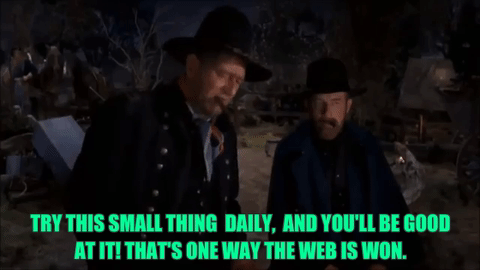 TRY THIS SMALL THING  DAILY,  AND YOU'LL BE GOOD
AT IT! THAT'S ONE WAY THE WEB IS WON.